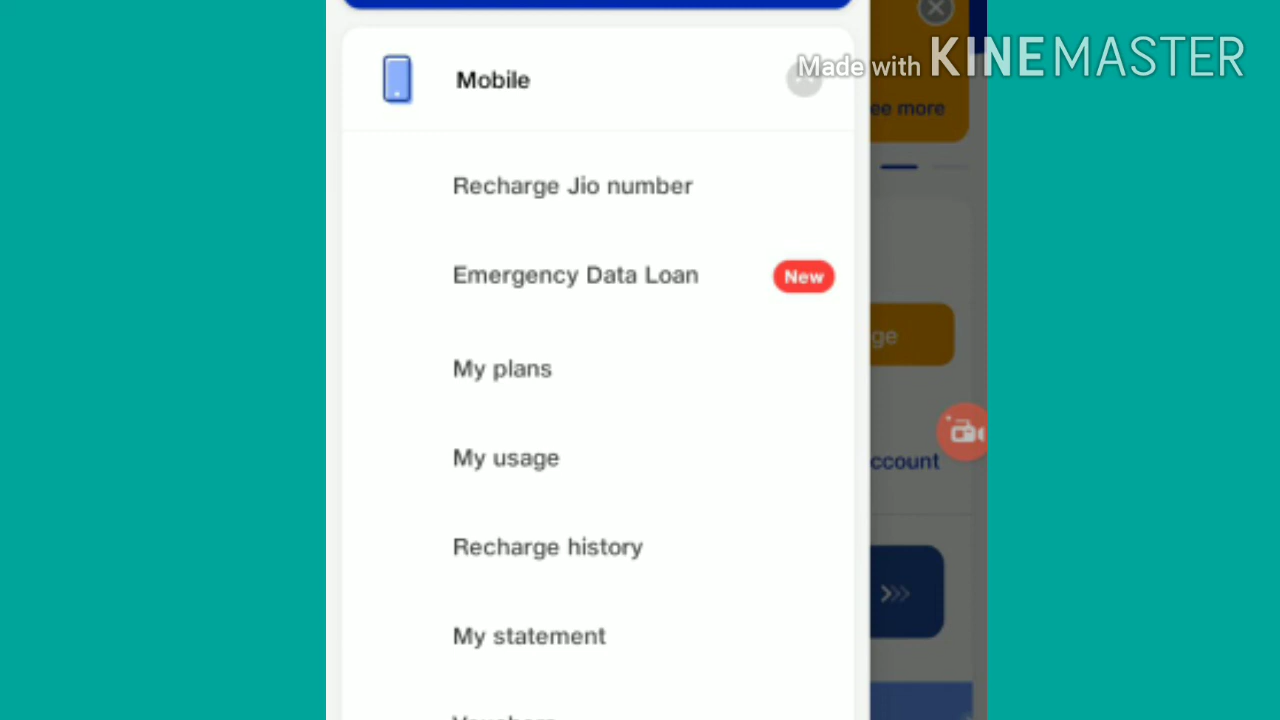 Made with KINEMASTER
Mobile
ee more
Recharge Jio number
Emergency Data Loan
New
ge
My plans
My usage
ccount
Recharge history
My statement